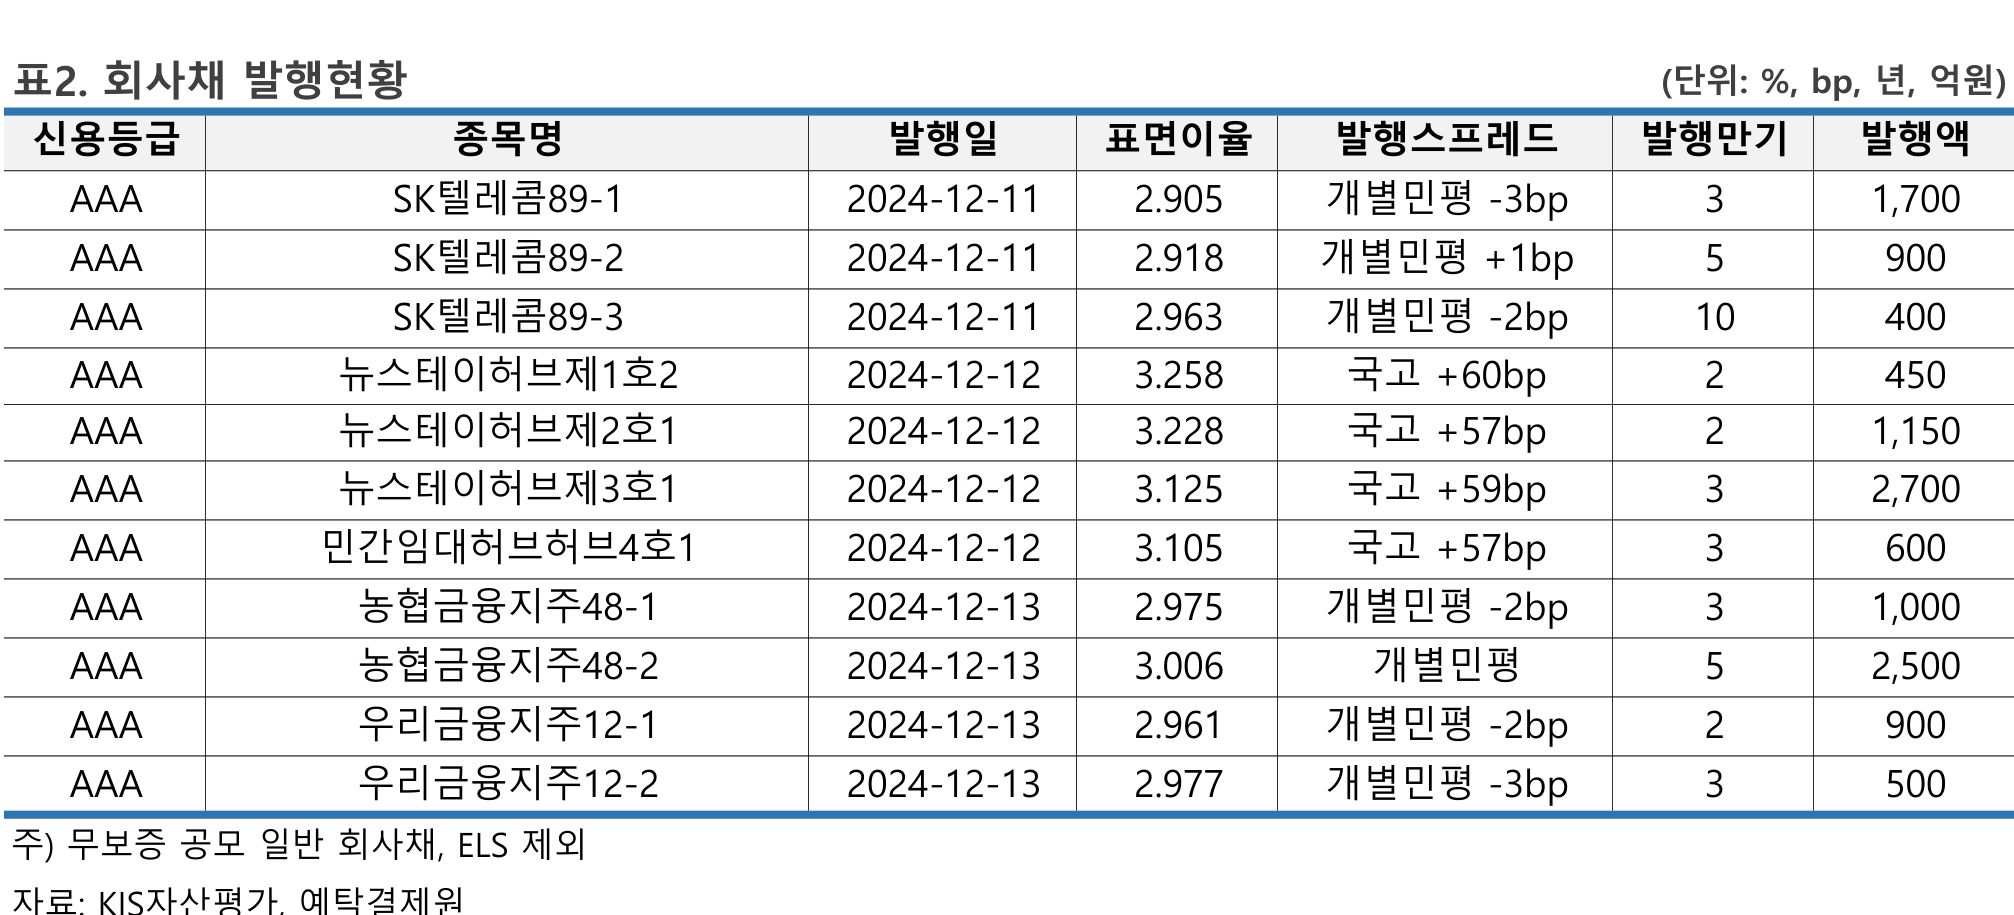 표2. 회사채 발행현황 (단위: %, bp, 년, 억원)
신용등급 종목명 발행일 표면이율 발행스프레드 발행만기 발행액
AAA SK텔레콤89-1 2024-12-11 2.905 개별민평 -3bp 3 1,700
AAA SK텔레콤89-2 2024-12-11 2.918 개별민평 +1bp 5 900
AAA SK텔레콤89-3 2024-12-11 2.963 개별민평 -2bp 10 400
AAA 뉴스테이허브제1호2 2024-12-12 3.258 국고 +60bp 2 450
AAA 뉴스테이허브제2호1 2024-12-12 3.228 국고 +57bp 2 1,150
AAA 뉴스테이허브제3호1 2024-12-12 3.125 국고 +59bp 3 2,700
AAA 민간임대허브허브4호1 2024-12-12 3.105 국고 +57bp 3 600
AAA 농협금융지주48-1 2024-12-13 2.975 개별민평 -2bp 3 1,000
AAA 농협금융지주48-2 2024-12-13 3.006 개별민평 5 2,500
AAA 우리금융지주12-1 2024-12-13 2.961 개별민평 -2bp 2 900
AAA 우리금융지주12-2 2024-12-13 2.977 개별민평 -3bp 3 500
주) 무보증 공모 일반 회사채, ELS 제외
자료: KIS자산평가, 예탁결제원